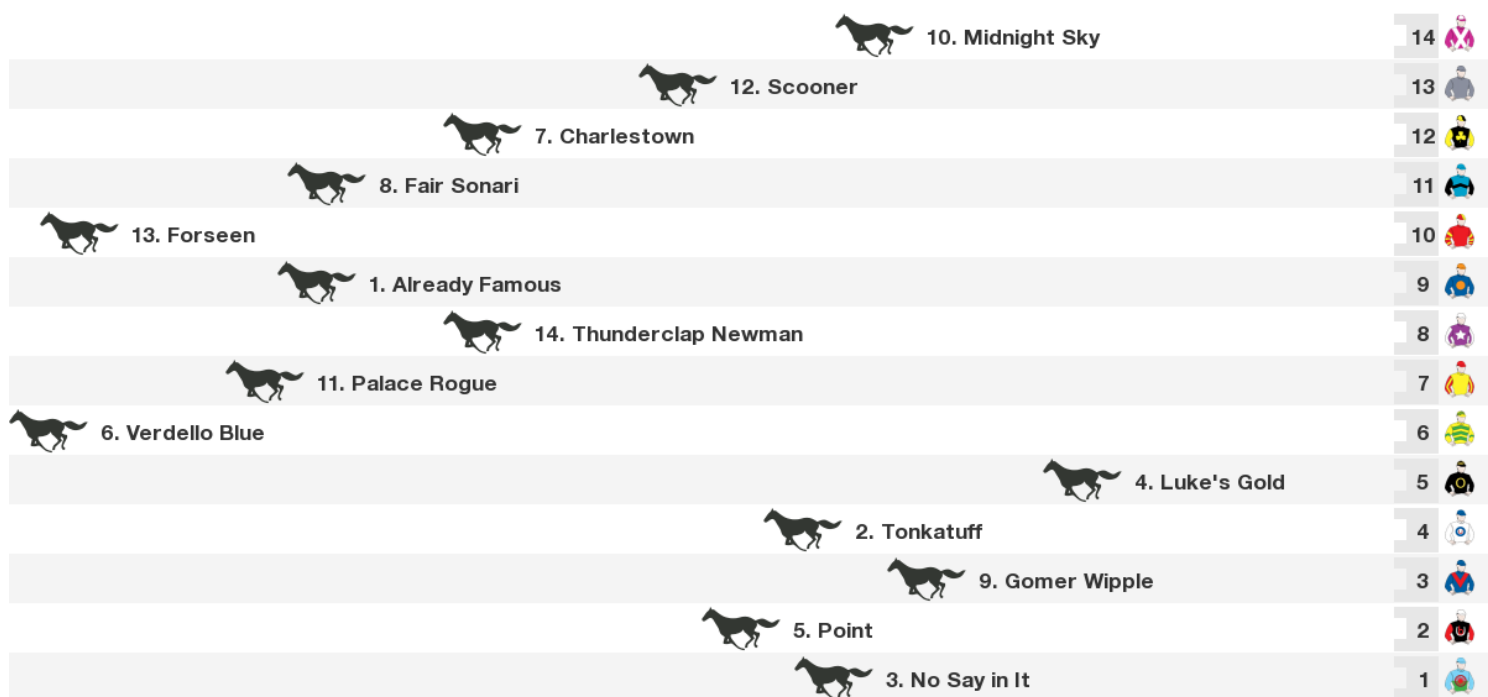 10. Midnight Sky 14
12. Scooner 13
7. Charlestown 12
8. Fair Sonari 11
13. Forseen 10
1. Already Famous 9
14. Thunderclap Newman 8
11. Palace Rogue 7
6. Verdello Blue 6
4. Luke's Gold 5
2. Tonkatuff 4
9. Gomer Wipple 3
5. Point 2
3. No Say in It 1